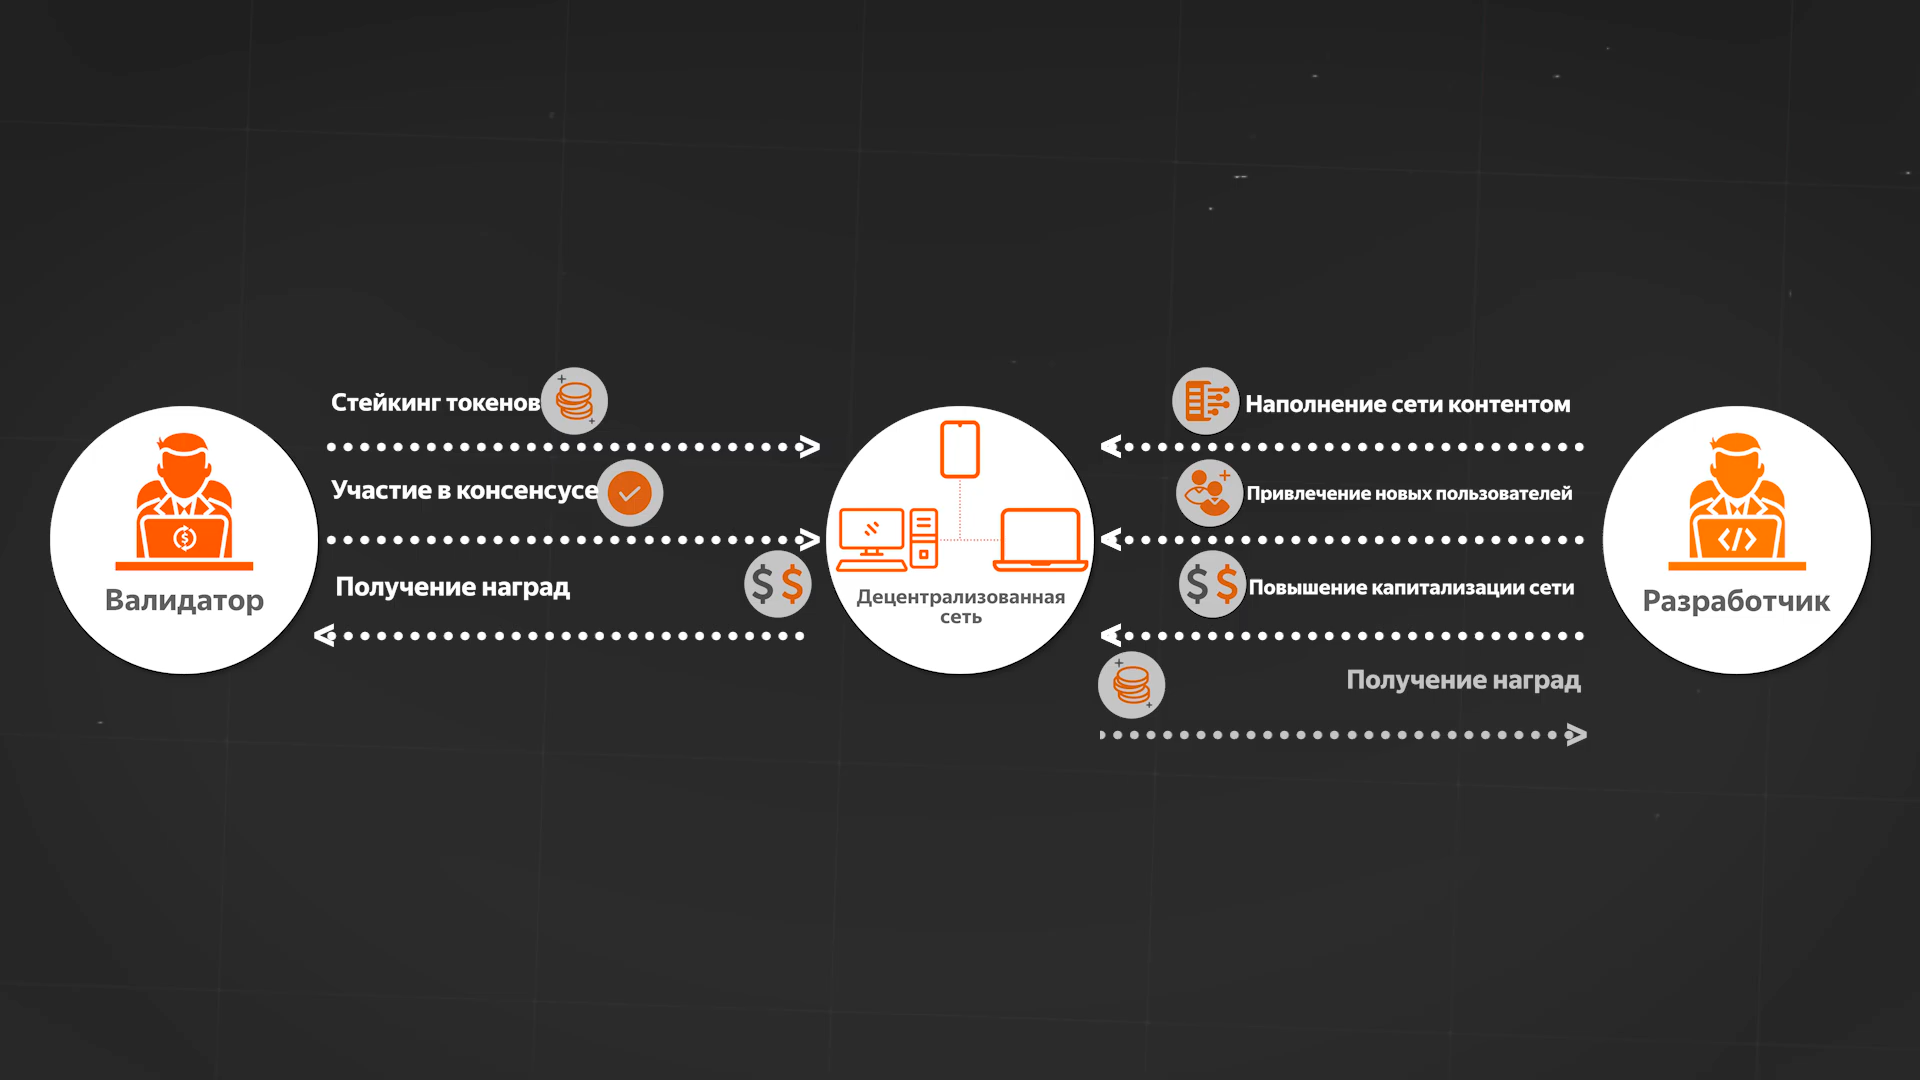 Стейкинг токенов
Участие в консенсусе
Получение наград
Валидатор
Децентрализованная
сеть
Наполнение сети контентом
Привлечение новых пользователей
Повышение капитализации сети
Получение наград
Разработчик